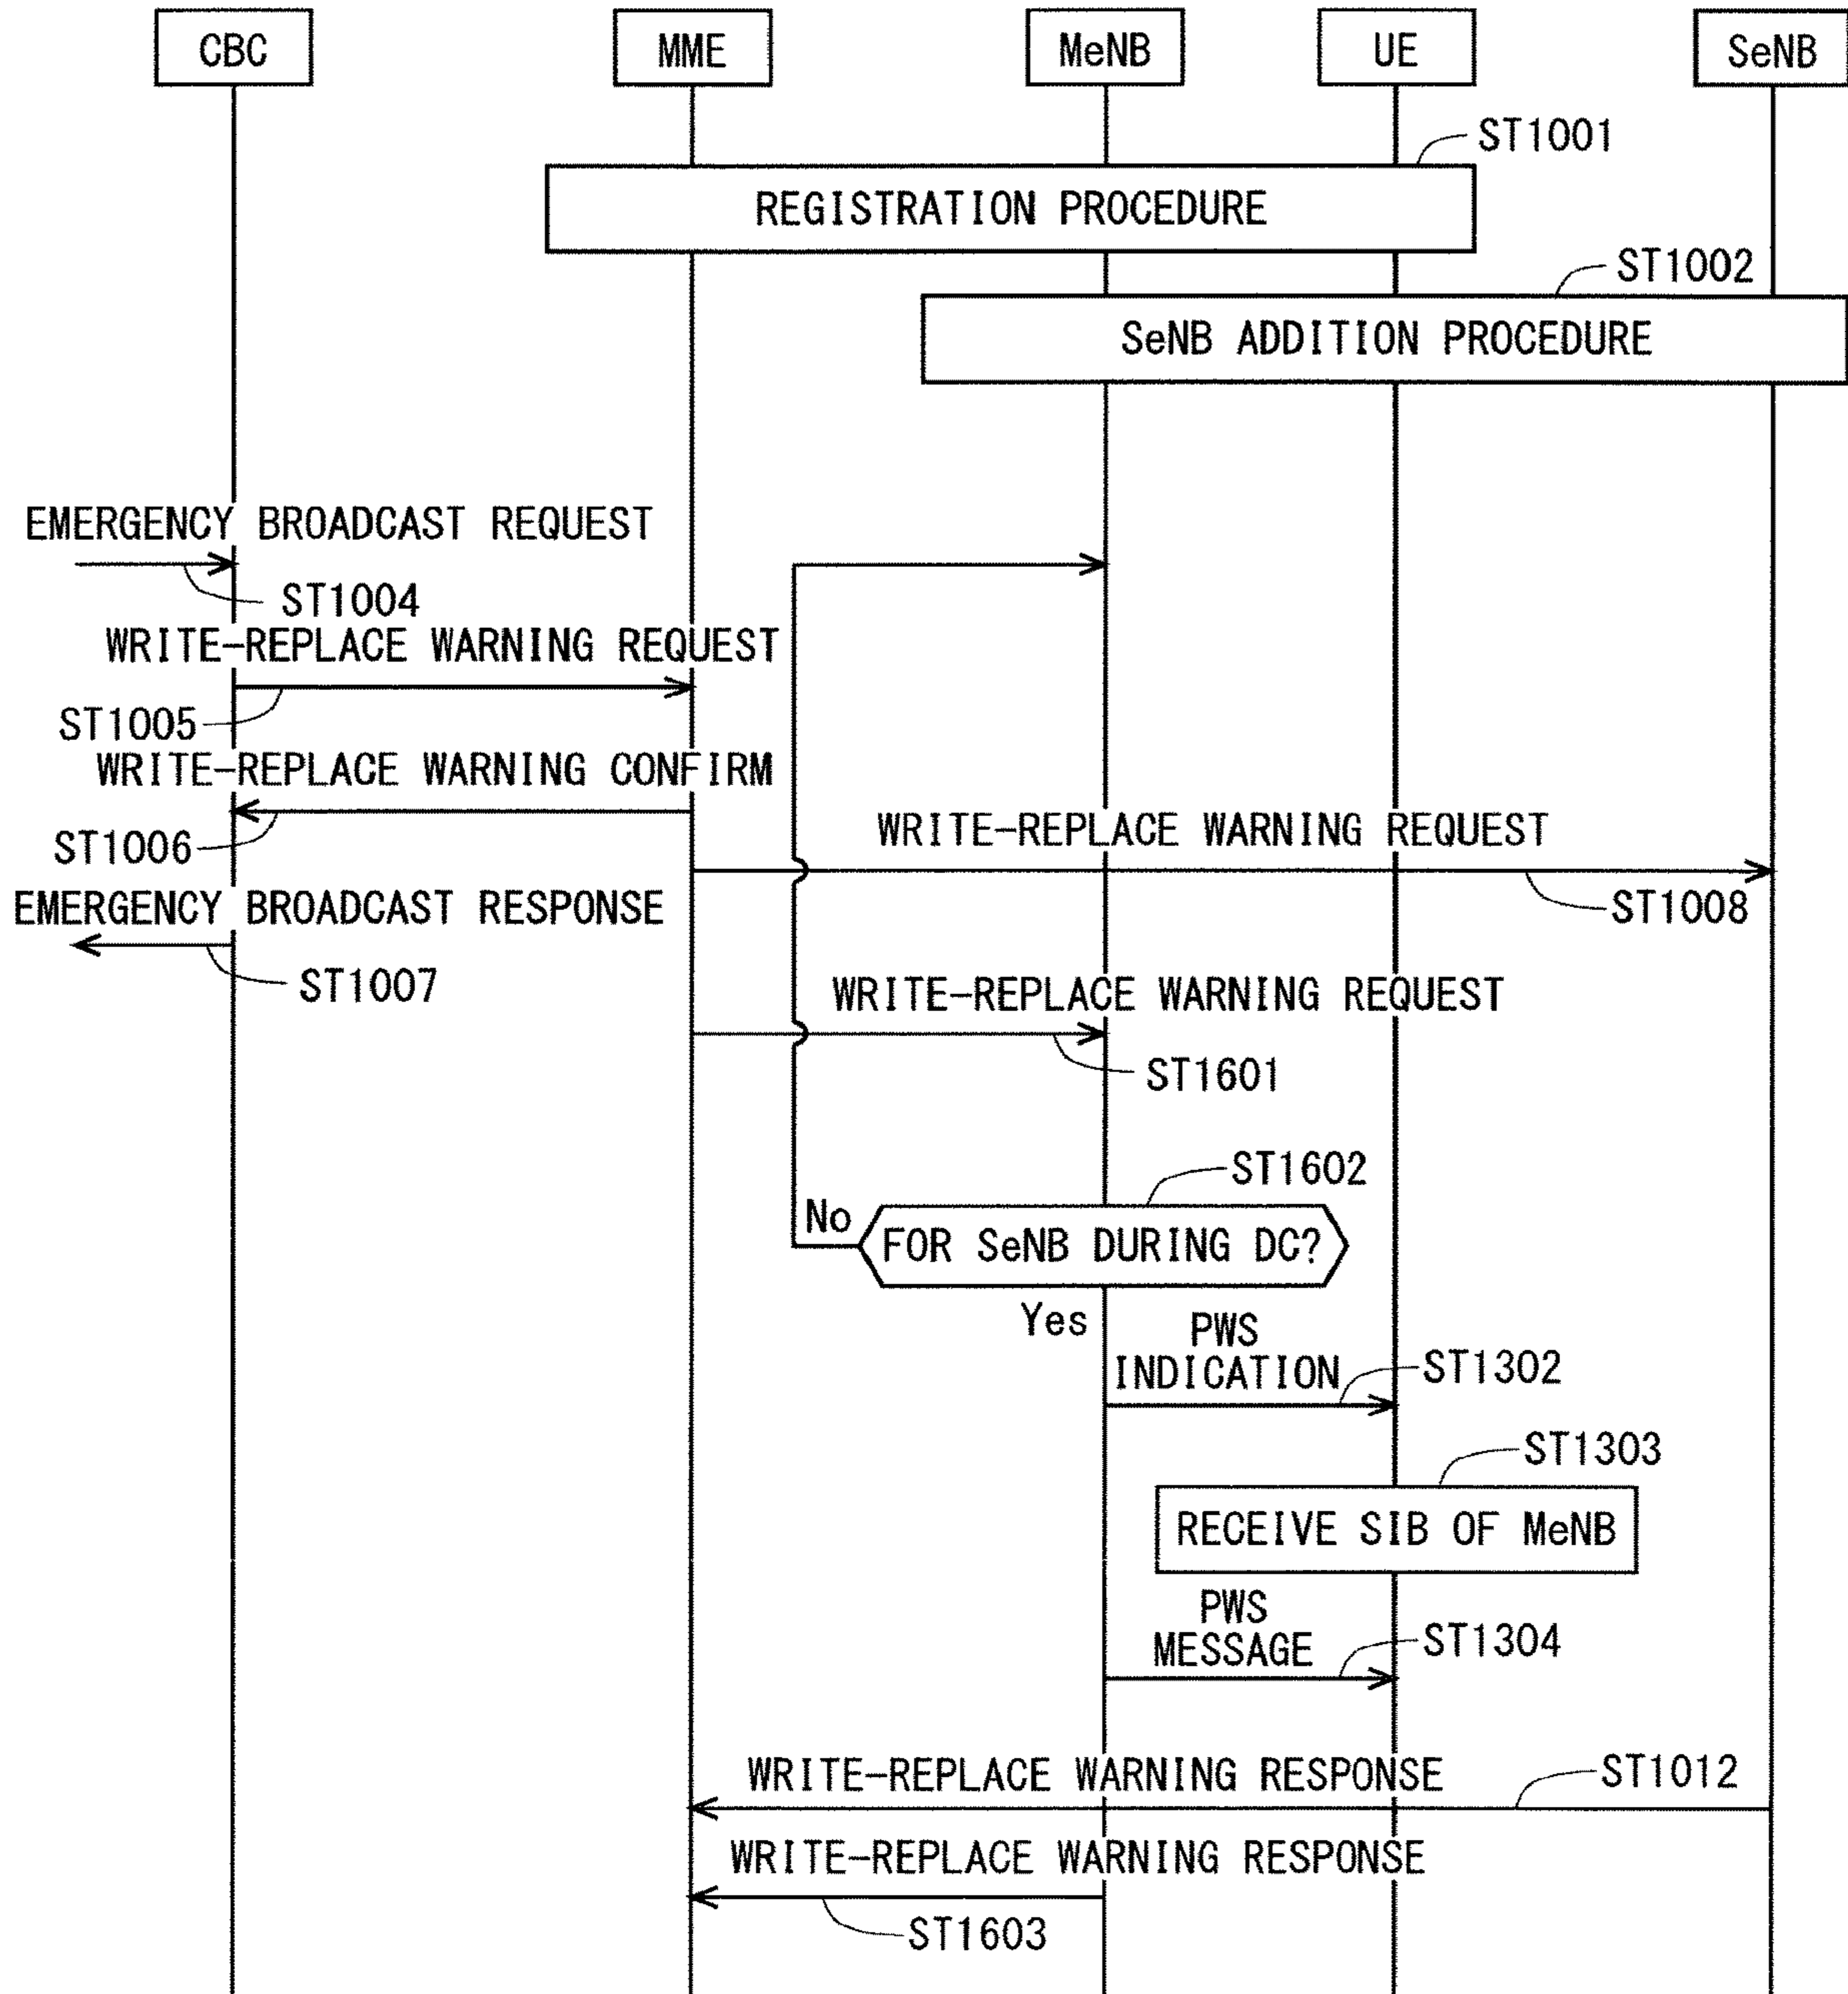 CBC
MME
MeNB
UE
SeNB
ST1001
REGISTRATION PROCEDURE
ST1002
SeNB ADDITION PROCEDURE
EMERGENCY BROADCAST REQUEST
ST1004
WRITE-REPLACE WARNING REQUEST
ST1005
WRITE-REPLACE WARNING CONFIRM
ST1006
WRITE-REPLACE WARNING REQUEST
ST1008
EMERGENCY BROADCAST RESPONSE
ST1007
WRITE-REPLACE WARNING REQUEST
ST1601
ST1602
No
FOR SeNB DURING DC?
Yes
PWS
INDICATION
ST1302
ST1303
RECEIVE SIB OF MeNB
PWS
MESSAGE
ST1304
WRITE-REPLACE WARNING RESPONSE
ST1012
WRITE-REPLACE WARNING RESPONSE
ST1603